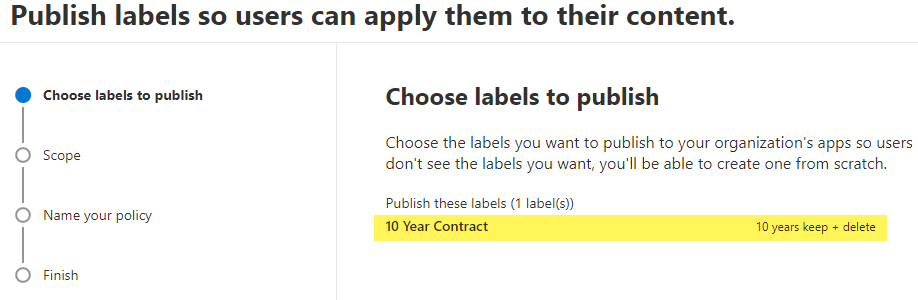 Publish labels so users can apply them to their content.
Choose labels to publish
Scope
Name your policy
Finish
Choose labels to publish
Choose the labels you want to publish to your organization's apps so users
don't see the labels you want, you'll be able to create one from scratch.
Publish these labels (1 label(s))
10 Year Contract 10 years keep + delete